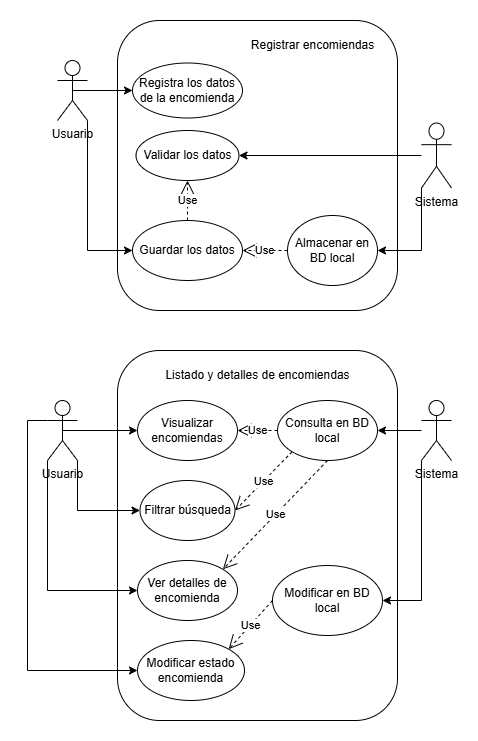 Registrar encomiendas
Registra los datos
de la encomienda
Usuario
Validar los datos
Sistema
Use
Guardar los datos
Use
Almacenar en
BD local
Listado y detalles de encomiendas
Visualizar
encomiendas
Use
Consulta en BD
local
Usuario
Sistema
Use
Filtrar búsqueda
Use
Ver detalles de
encomienda
Modificar en BD
local
Use
Modificar estado
encomienda